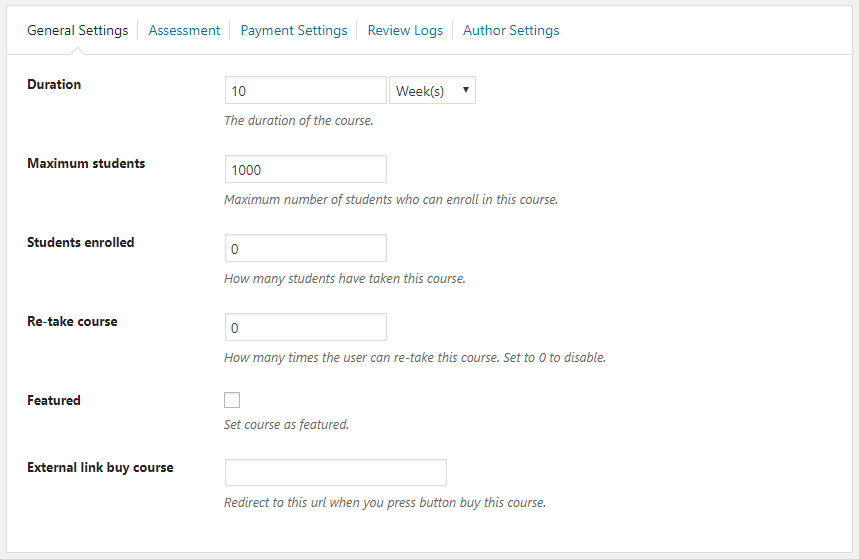 General Settings Assessment Payment Settings Review Logs Author Settings
Duration 10 Week(s)
The duration of the course.
Maximum students 1000
Maximum number of students who can enroll in this course.
Students enrolled 0
How many students have taken this course.
Re-take course 0
How many times the user can re-take this course. Set to 0 to disable.
Featured
Set course as featured.
External link buy course
Redirect to this url when you press button buy this course.